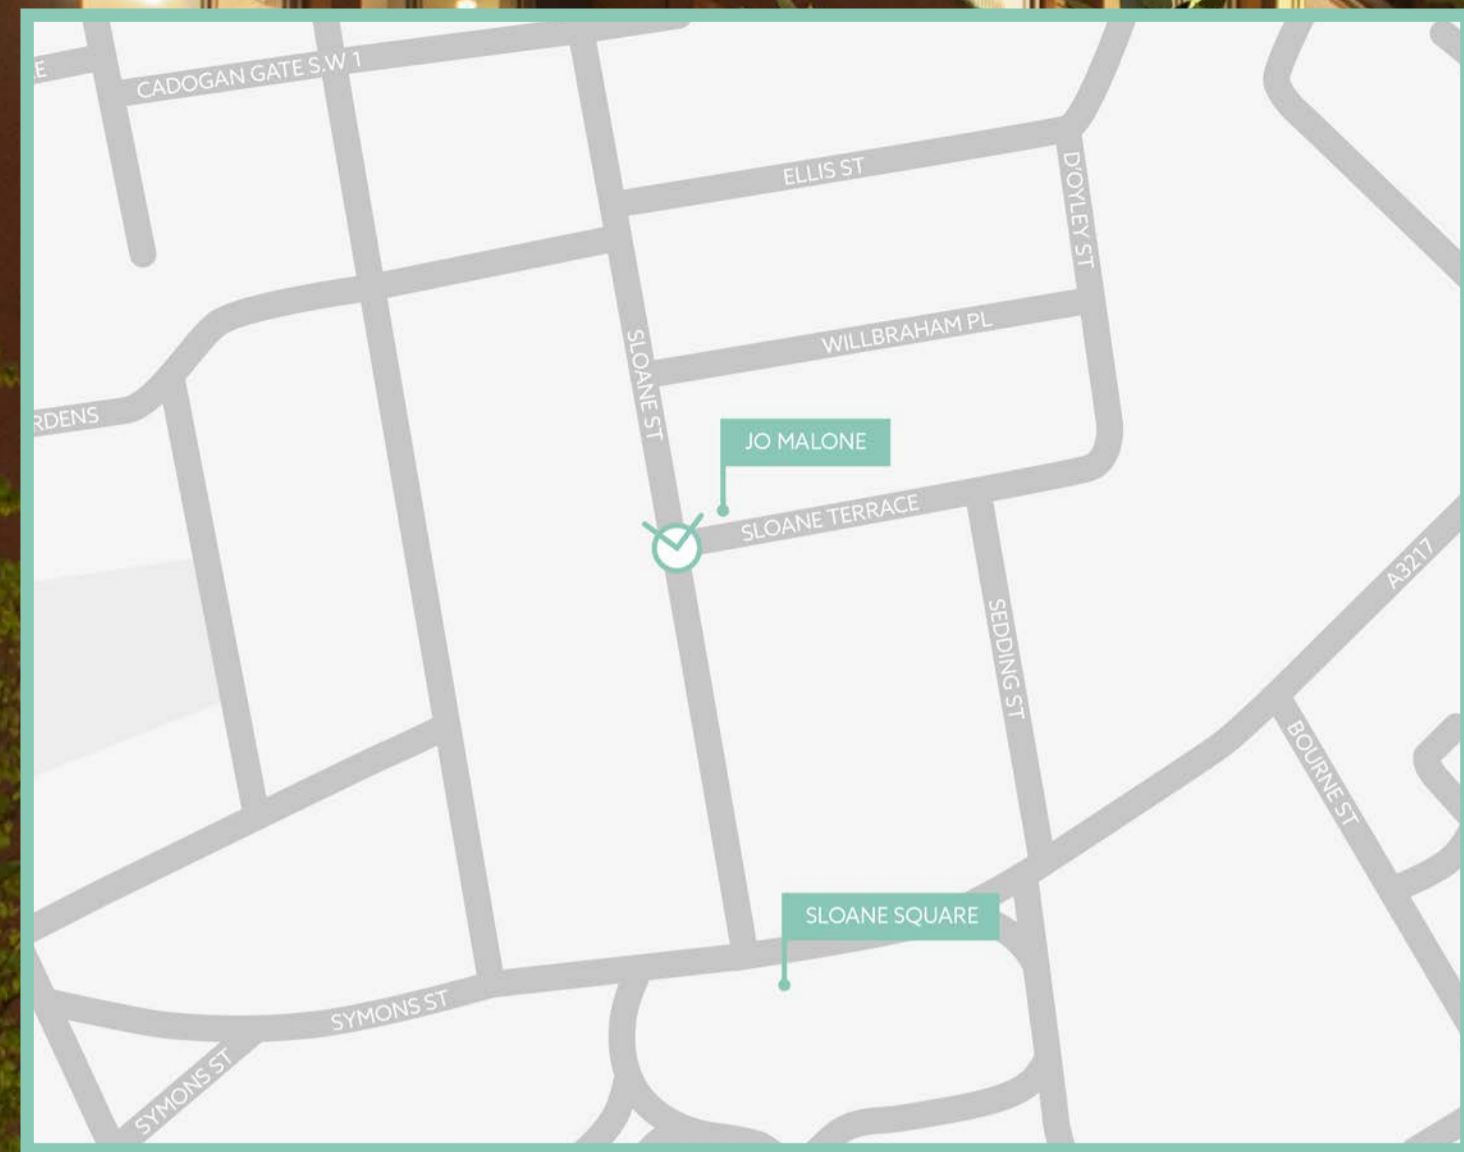 E
CADOGAN GATE S.W 1
ELLIS ST
D'OYLEY ST
SLOANE ST
WILLBRAHAM PL
RDENS
JO MALONE
SLOANE TERRACE
SEDDING ST
A3217
BOURNE ST
SLOANE SQUARE
SYMONS ST
SYMONS ST